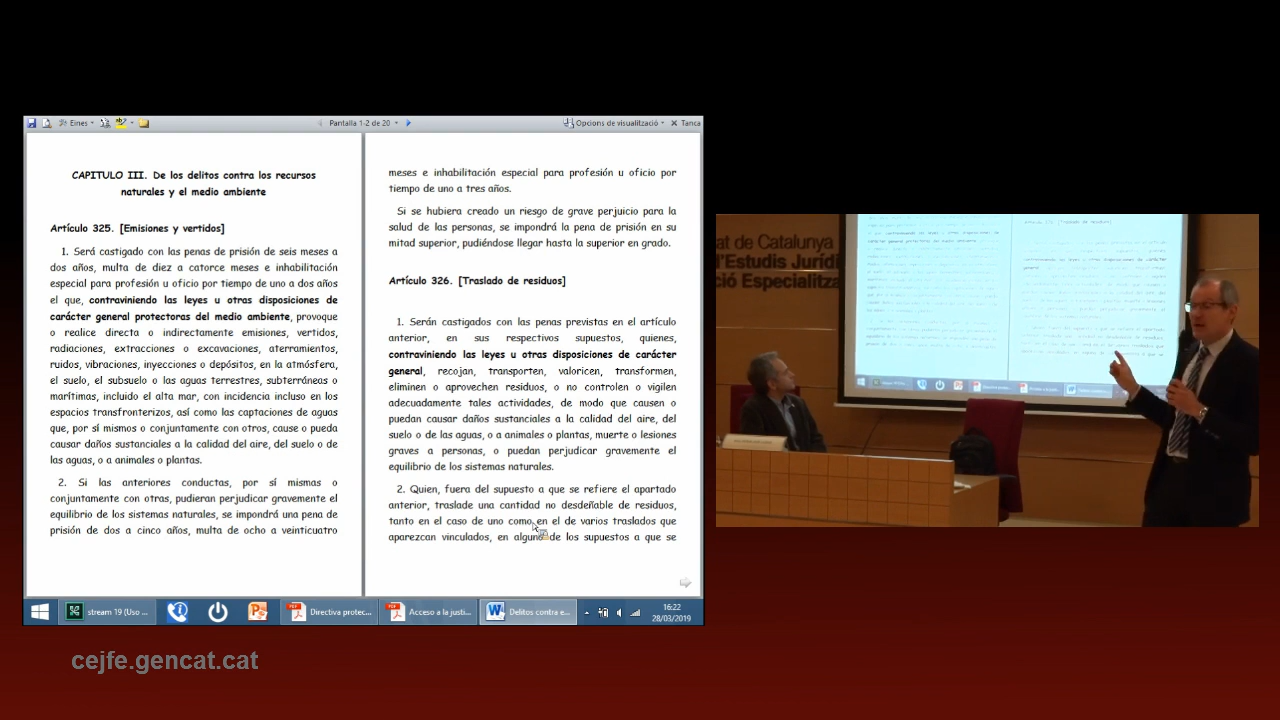 Eines
Pantalla 1-2 de 20
Opcions de visualització
Tanca
CAPITULO III. De los delitos contra los recursos
naturales y el medio ambiente
Artículo 325. [Emisiones y vertidos]
1. Será castigado con las penas de prisión de seis meses a
dos años, multa de diez a catorce meses e inhabilitación
especial para profesión u oficio por tiempo de uno a dos años
el que, contraviniendo las leyes u otras disposiciones de
carácter general protectoras del medio ambiente, provoque
o realice directa o indirectamente emisiones, vertidos,
radiaciones, extracciones o excavaciones, aterramientos,
ruidos, vibraciones, inyecciones o depósitos, en la atmósfera,
el suelo, el subsuelo o las aguas terrestres, subterráneas o
marítimas, incluido el alta mar, con incidencia incluso en los
espacios transfronterizos, así como las captaciones de aguas
que, por sí mismos o conjuntamente con otros, cause o pueda
causar daños sustanciales a la calidad del aire, del suelo o de
las aguas, o a animales o plantas.
2. Si las anteriores conductas, por sí mismas o
conjuntamente con otras, pudieran perjudicar gravemente el
equilibrio de los sistemas naturales, se impondrá una pena de
prisión de dos a cinco años, multa de ocho a veinticuatro
meses e inhabilitación especial para profesión u oficio por
tiempo de uno a tres años.
Si se hubiera creado un riesgo de grave perjuicio para la
salud de las personas, se impondrá la pena de prisión en su
mitad superior, pudiéndose llegar hasta la superior en grado.
Artículo 326. [Traslado de residuos]
1. Serán castigados con las penas previstas en el artículo
anterior, en sus respectivos supuestos, quienes,
contraviniendo las leyes u otras disposiciones de carácter
general, recojan, transporten, valoricen, transformen,
eliminen o aprovechen residuos, o no controlen o vigilen
adecuadamente tales actividades, de modo que causen o
puedan causar daños sustanciales a la calidad del aire, del
suelo o de las aguas, o a animales o plantas, muerte o lesiones
graves a personas, o puedan perjudicar gravemente el
equilibrio de los sistemas naturales.
2. Quien, fuera del supuesto a que se refiere el apartado
anterior, traslade una cantidad no desdeñable de residuos,
tanto en el caso de uno como en el de varios traslados que
aparezcan vinculados, en alguno de los supuestos a que se
stream 19 (Uso ...
Directiva protec...
Acceso a la justi...
Delitos contra e...
16:22
28/03/2019
at de Catalunya
'Estudis Jurídi
ció Especialitza
cejfe.gencat.cat